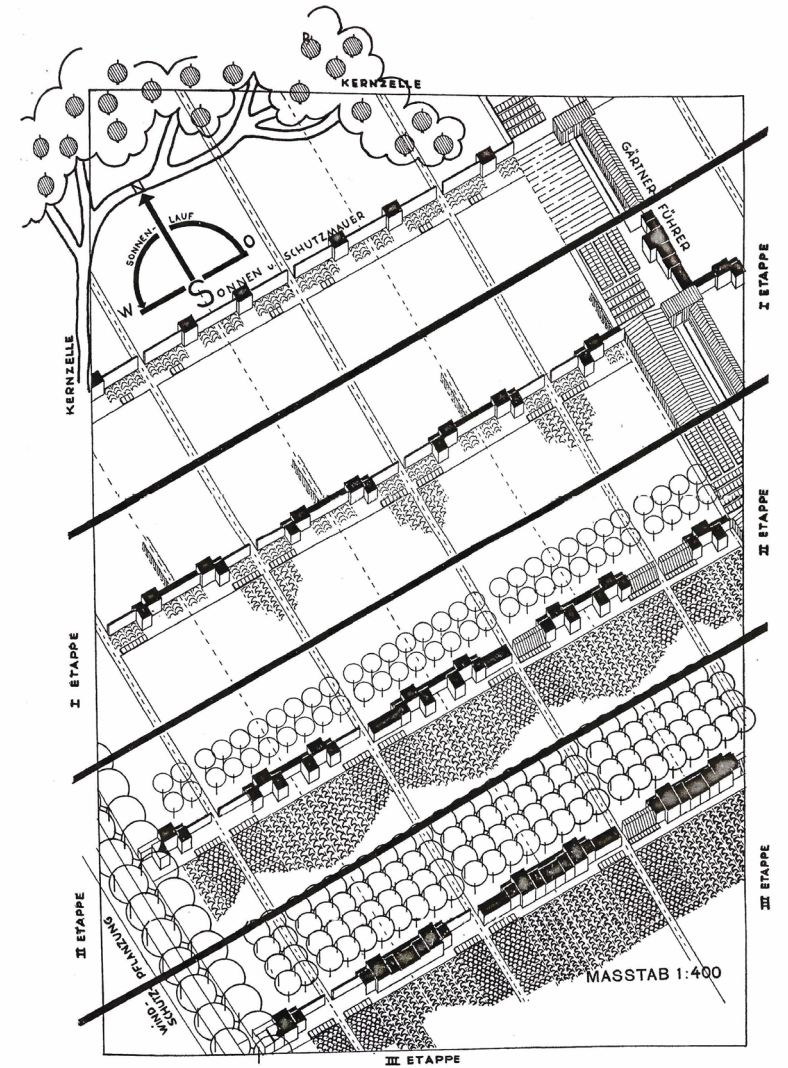 KERNZELLE
GÄRTNER-FÜHRER
N
SONNEN-
LAUF
O
W
SONNEN u. SCHUTZMAUER
KERNZELLE
I ETAPPE
II ETAPPE
I ETAPPE
III ETAPPE
II ETAPPE
WIND-
SCHUTZ PFLANZUNG
MASSTAB 1:400
III ETAPPE